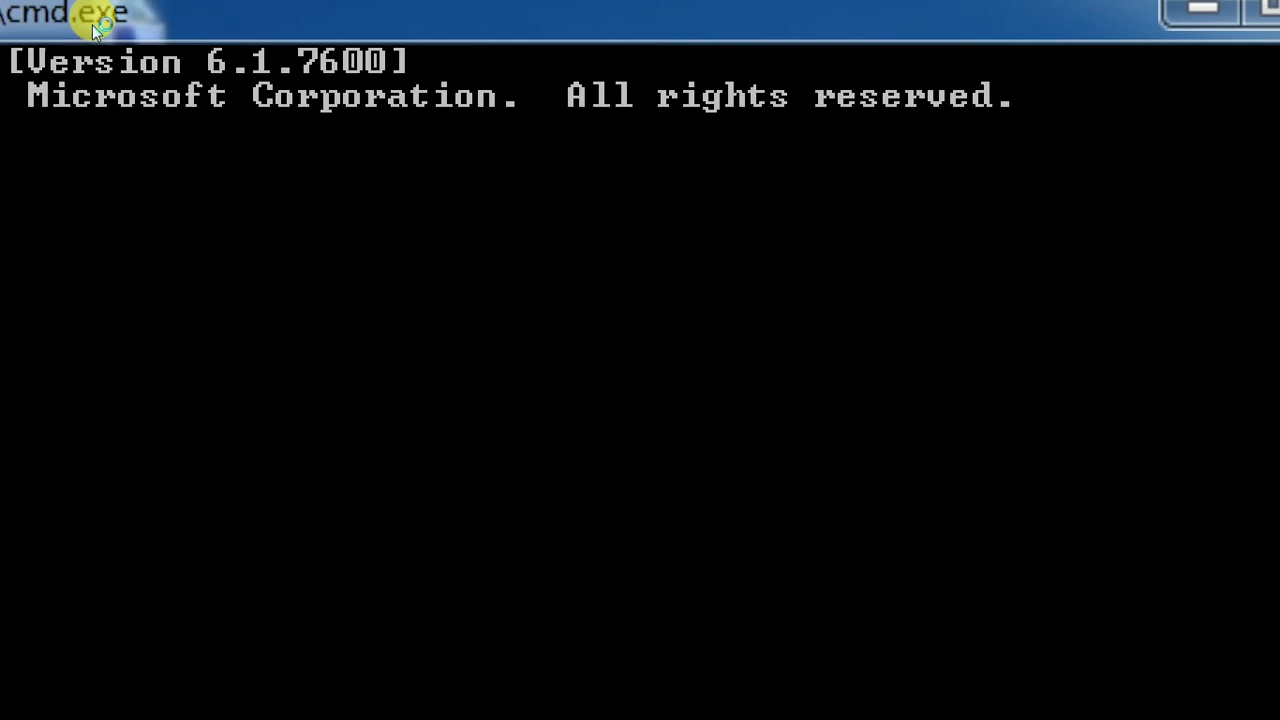 \cmd.exe
[Version 6.1.7600]
Microsoft Corporation.  All rights reserved.